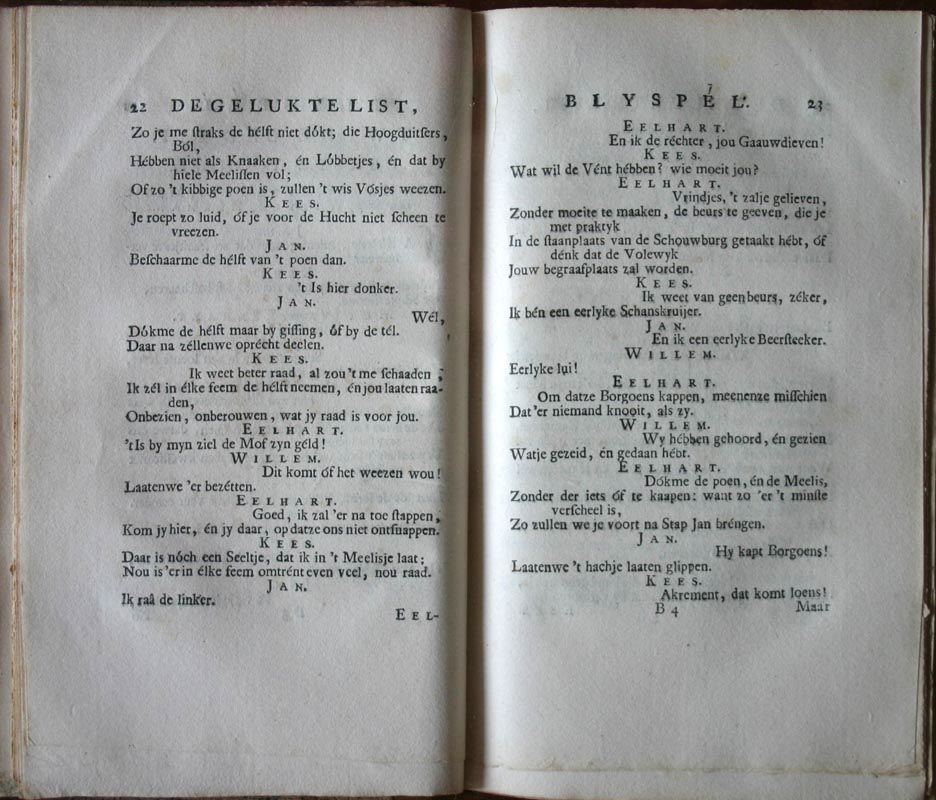 22 DE GELUKTE LIST,
Zo je me ſtraks de hélft niet dókt; die Hoogduitſers,
Ból,
Hébben niet als Knaaken, én Lóbbetjes, én dat by
hiele Meeliſlen vol;
Of zo 't kibbige poen is, zullen 't wis Vósjes weezen.
KEES.
Je roept zo luid, óf je voor de Hucht niet ſcheen te
vreezen.
JAN.
Beſchaarme de hélft van 't poen dan.
KEES.
't Is hier donker.
JAN.
Wél,
Dókme de hélft maar by giſſing, óf by de tél.
Daar na zéllenwe oprécht deelen.
KEES.
Ik weet beter raad, al zou 't me ſchaaden;
Ik zél in élke feem de hélft neemen, én jou laaten raa-
den,
Onbezien, onberouwen, wat jy raad is voor jou.
EELHART.
't Is by myn ziel de Mof zyn géld!
WILLEM.
Dit komt óf het weezen wou!
Laatenwe 'er bezétten.
EELHART.
Goed, ik zal 'er na toe ſtappen,
Kom jy hier, én jy daar, op datze ons niet ontſnappen.
KEES.
Daar is nóch een Seeltje, dat ik in 't Meelisje laat;
Nou is 'er in élke feem omtrént even veel, nou raad.
JAN.
Ik raâ de linker.
EEL-
BLYSPÉL. 23
EELHART.
En ik de réchter, jou Gaauwdieven!
KEES.
Wat wil de Vént hébben? wie moeit jou?
EELHART.
Vrindjes, 't zalje gelieven,
Zonder moeite te maaken, de beurs te geeven, die je
met praktyk
In de ſtaanplaats van de Schouwburg getaakt hébt, óf
dénk dat de Volewyk
Jouw begraafplaats zal worden.
KEES.
Ik weet van geen beurs, zéker,
Ik bén een eerlyke Schanskruijer.
JAN.
En ik een eerlyke Beerſteeker.
WILLEM.
Eerlyke lui!
EELHART.
Om datze Borgoens kappen, meenenze miſſchien
Dat 'er niemand knooit, als zy.
WILLEM.
Wy hébben gehoord, én gezien
Watje gezeid, én gedaan hébt.
EELHART.
Dókme de poen, én de Meelis,
Zonder der iets óf te kaapen: want zo 'er 't minſte
verſcheel is,
Zo zullen we je voort na Stap Jan bréngen.
JAN.
Hy kapt Borgoens!
Laatenwe 't hachje laaten glippen.
KEES.
Akrement, dat komt loens!
B 4 Maar